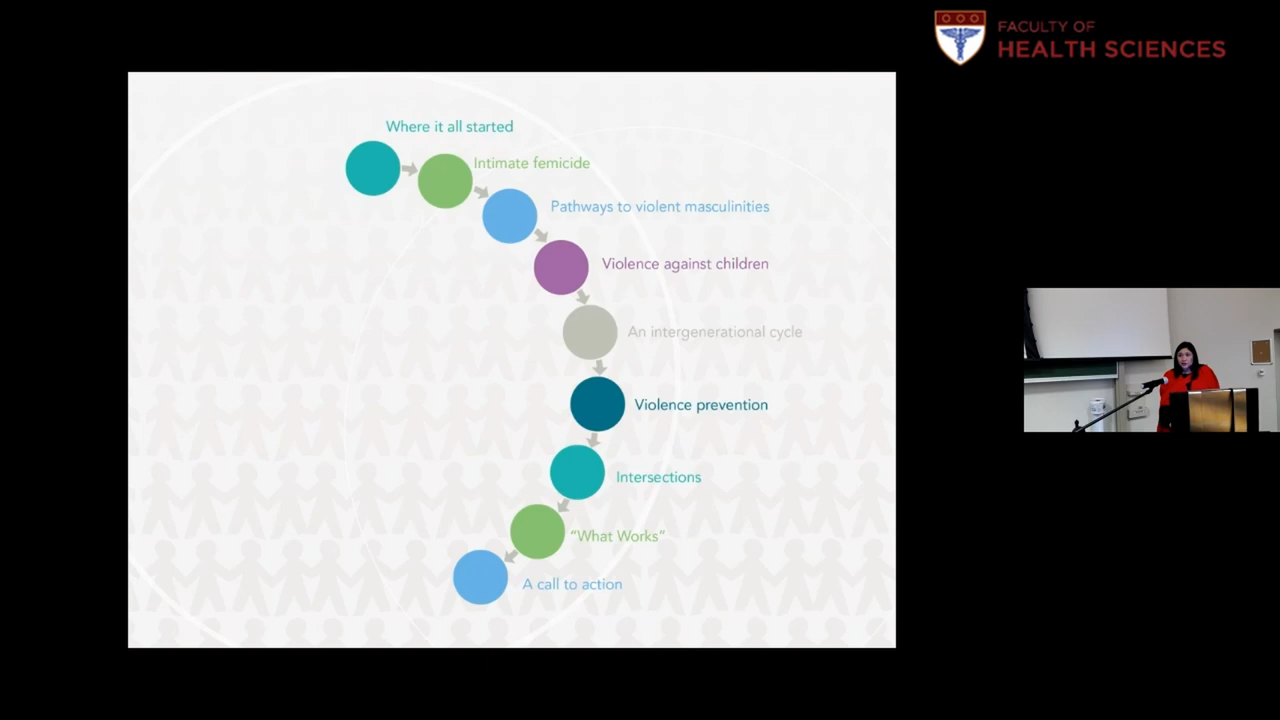 FACULTY OF
HEALTH SCIENCES
Where it all started
Intimate femicide
Pathways to violent masculinities
Violence against children
An intergenerational cycle
Violence prevention
Intersections
“What Works”
A call to action